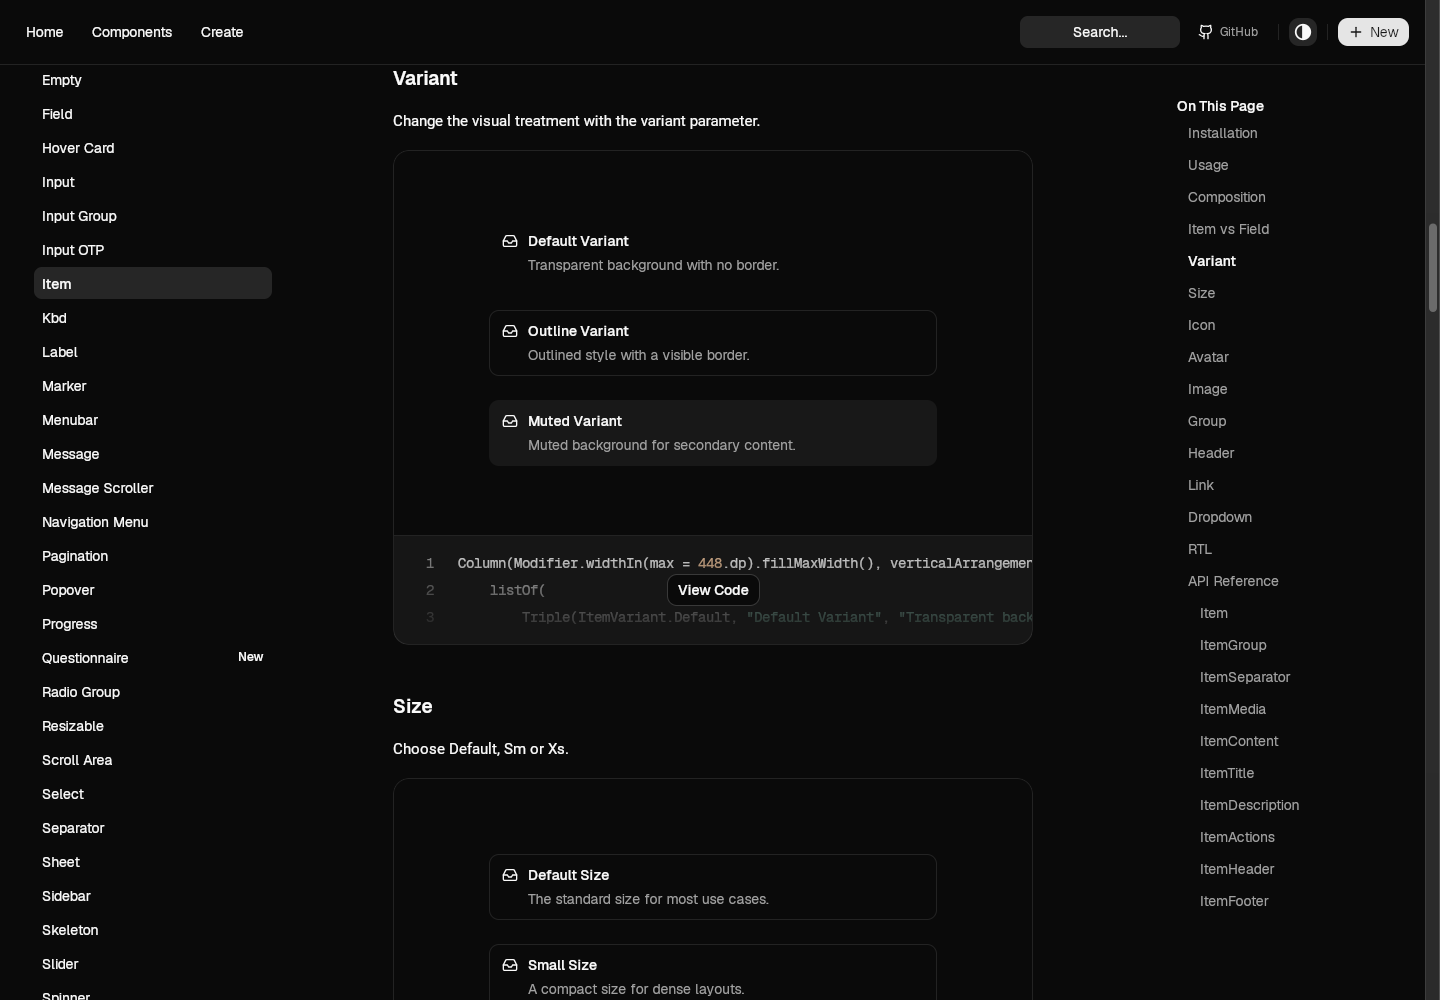 Home
Components
Create
Search...
GitHub
New
Empty
Field
Hover Card
Input
Input Group
Input OTP
Item
Kbd
Label
Marker
Menubar
Message
Message Scroller
Navigation Menu
Pagination
Popover
Progress
Questionnaire New
Radio Group
Resizable
Scroll Area
Select
Separator
Sheet
Sidebar
Skeleton
Slider
Spinner
Variant
Change the visual treatment with the variant parameter.
Default Variant
Transparent background with no border.
Outline Variant
Outlined style with a visible border.
Muted Variant
Muted background for secondary content.
1 Column(Modifier.widthIn(max = 448.dp).fillMaxWidth(), verticalArrangemen
2 listOf(
View Code
3 Triple(ItemVariant.Default, "Default Variant", "Transparent back
Size
Choose Default, Sm or Xs.
Default Size
The standard size for most use cases.
Small Size
A compact size for dense layouts.
On This Page
Installation
Usage
Composition
Item vs Field
Variant
Size
Icon
Avatar
Image
Group
Header
Link
Dropdown
RTL
API Reference
Item
ItemGroup
ItemSeparator
ItemMedia
ItemContent
ItemTitle
ItemDescription
ItemActions
ItemHeader
ItemFooter